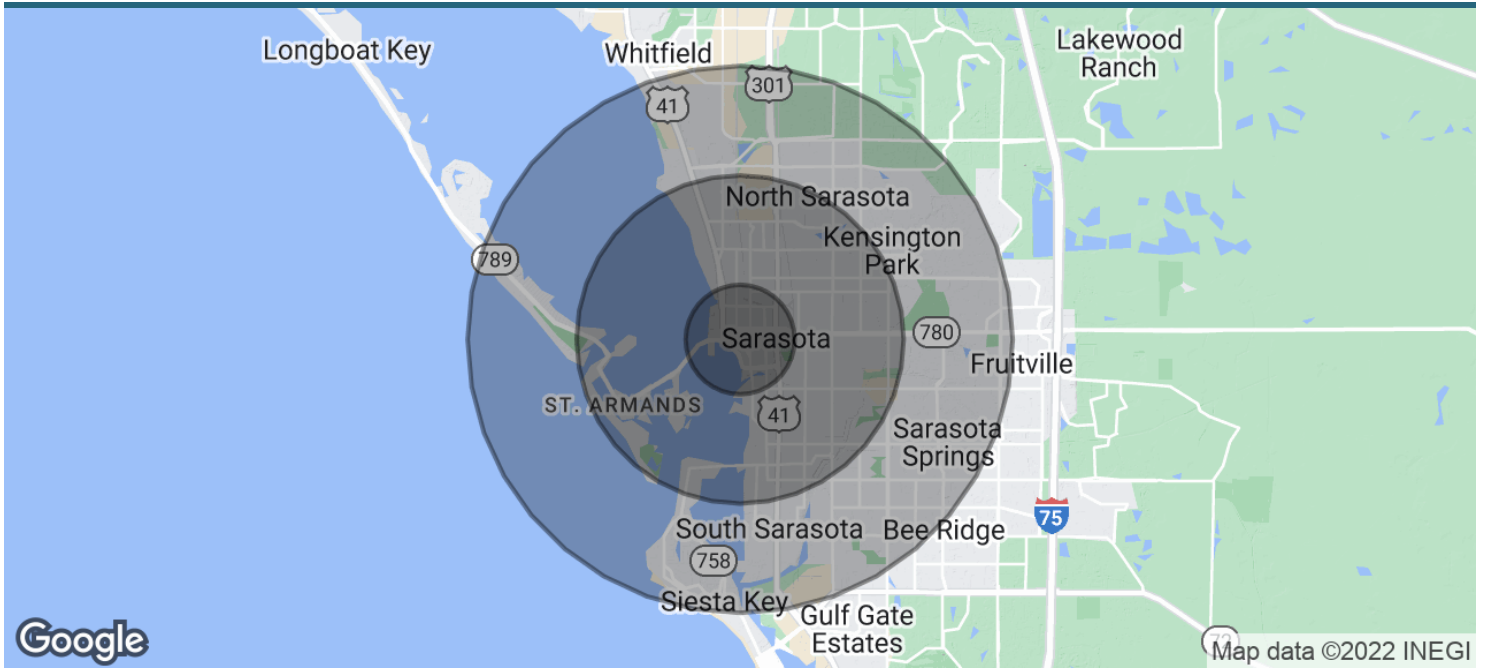 Longboat Key
Whitfield
Lakewood
Ranch
301
41
North Sarasota
Kensington
Park
789
Sarasota
780
Fruitville
ST. ARMANDS
41
Sarasota
Springs
75
South Sarasota
Bee Ridge
758
Siesta Key
Gulf Gate
Estates
72
Google
Map data ©2022 INEGI